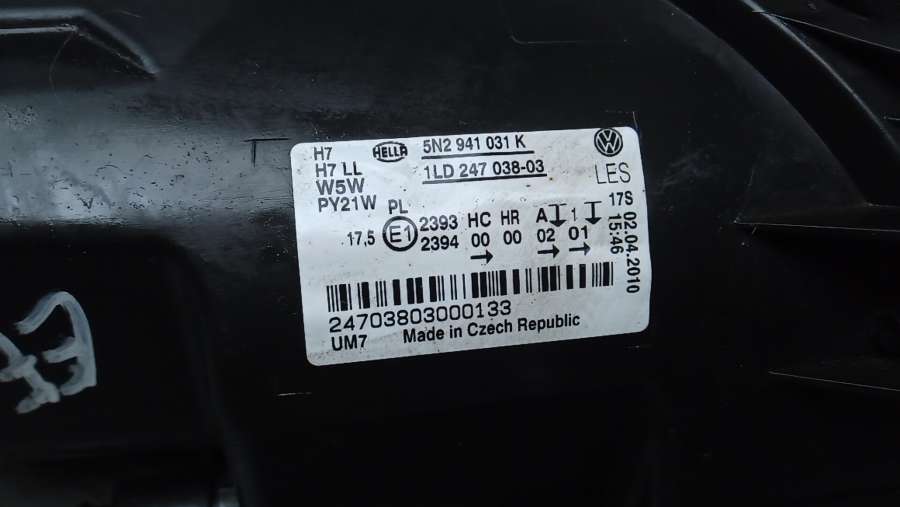 H7
H7 LL
W5W
PY21W
HELLA
5N2 941 031 K
1LD 247 038-03
LES
PL
17,5
E1
2393 HC HR A 1
2394 00 00 02 01
17S 02.04.2010
15:46
24703803000133
UM7 Made in Czech Republic